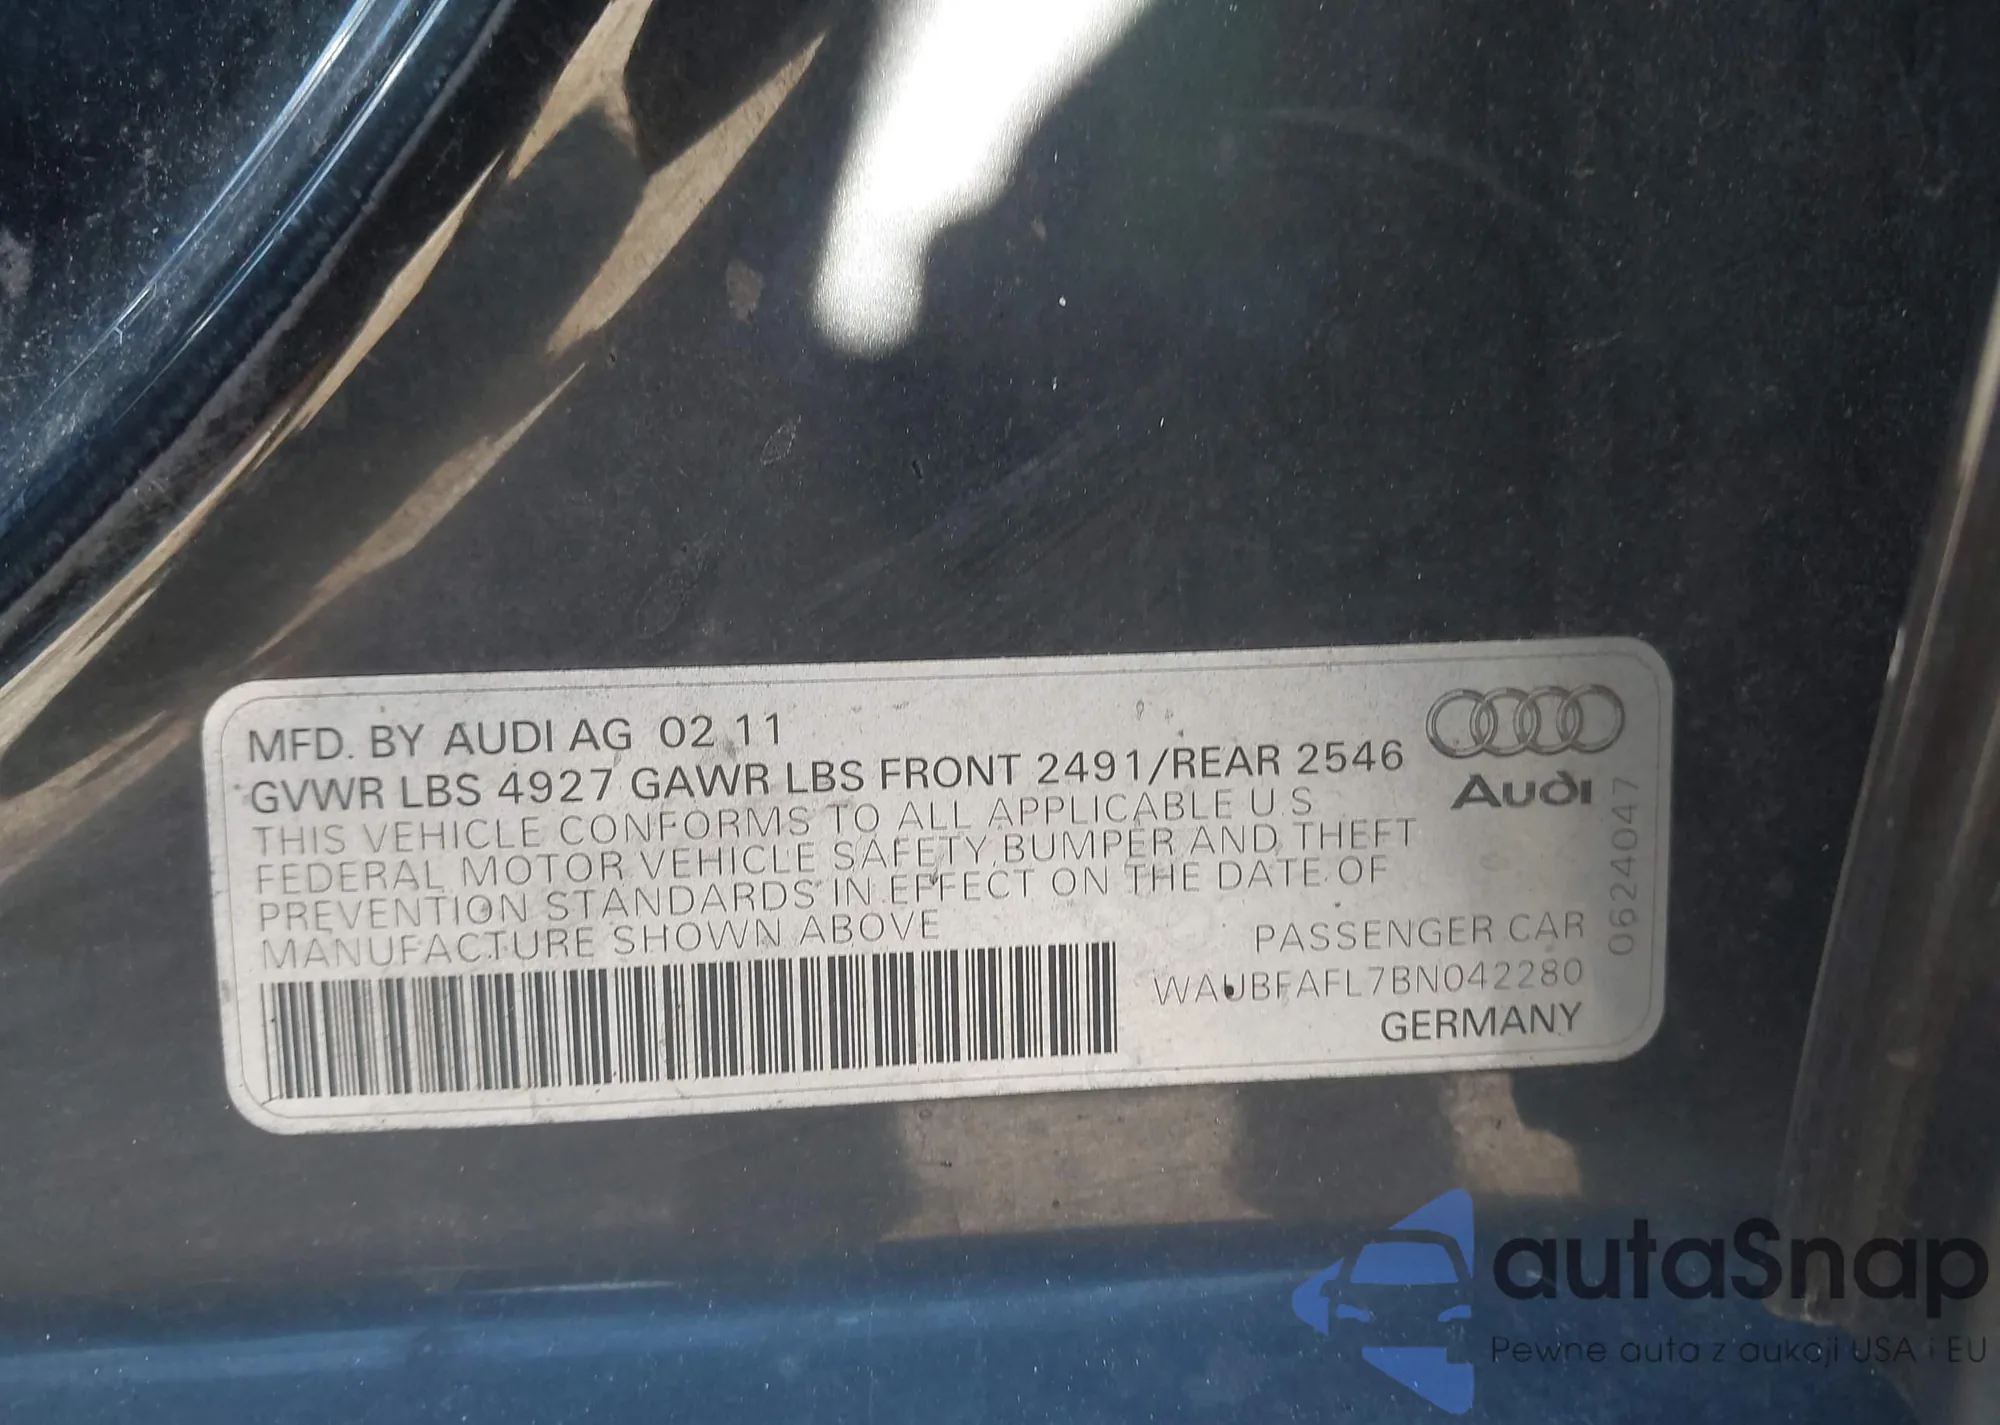 MFD. BY AUDI AG 02 11
GVWR LBS 4927 GAWR LBS FRONT 2491/REAR 2546
THIS VEHICLE CONFORMS TO ALL APPLICABLE U S
FEDERAL MOTOR VEHICLE SAFETY, BUMPER AND THEFT
PREVENTION STANDARDS IN EFFECT ON THE DATE OF
MANUFACTURE SHOWN ABOVE
Audi
0624047
PASSENGER CAR
WAUBFAFL7BN042280
GERMANY
autaSnap
Pewne auta z aukcji USA i EU